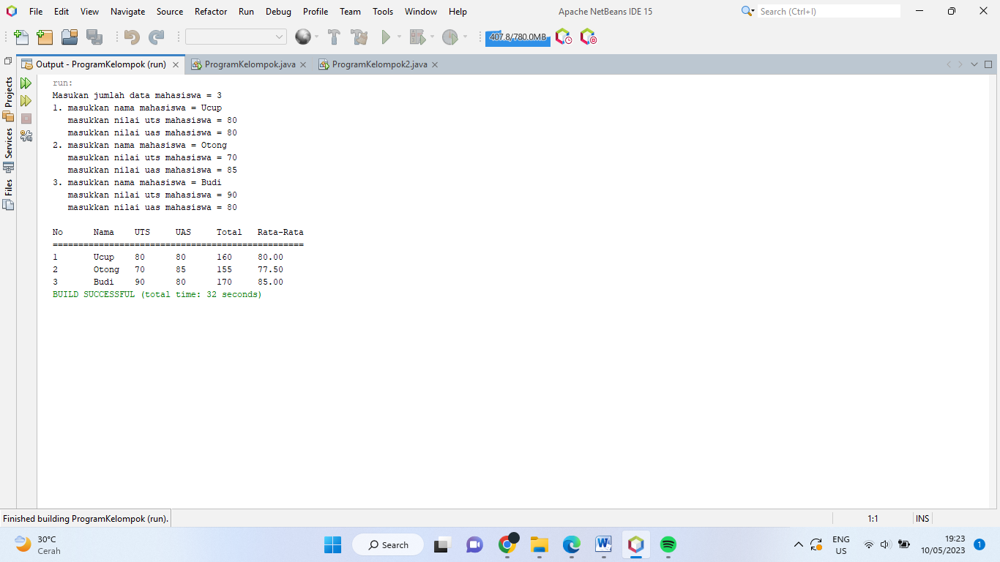 File Edit View Navigate Source Refactor Run Debug Profile Team Tools Window Help
Apache NetBeans IDE 15
Search (Ctrl+I)
407.8/780.0MB
Output - ProgramKelompok (run)
ProgramKelompok.java
ProgramKelompok2.java
Projects
Services
Files
run:
Masukan jumlah data mahasiswa = 3
1. masukkan nama mahasiswa = Ucup
masukkan nilai uts mahasiswa = 80
masukkan nilai uas mahasiswa = 80
2. masukkan nama mahasiswa = Otong
masukkan nilai uts mahasiswa = 70
masukkan nilai uas mahasiswa = 85
3. masukkan nama mahasiswa = Budi
masukkan nilai uts mahasiswa = 90
masukkan nilai uas mahasiswa = 80
No Nama UTS UAS Total Rata-Rata
=================================================
1 Ucup 80 80 160 80.00
2 Otong 70 85 155 77.50
3 Budi 90 80 170 85.00
BUILD SUCCESSFUL (total time: 32 seconds)
Finished building ProgramKelompok (run).
1:1
INS
30°C
Cerah
Search
ENG
US
19:23
10/05/2023
1